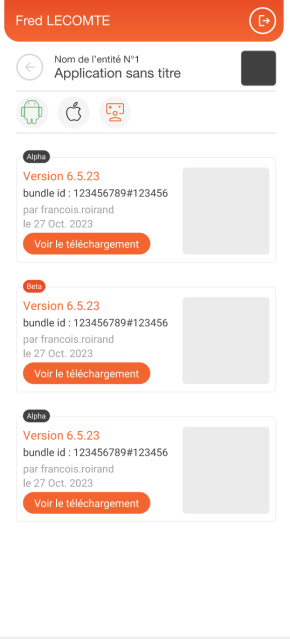 Fred LECOMTE
Nom de l'entité N°1
Application sans titre
Alpha
Version 6.5.23
bundle id : 123456789#123456
par francois.roirand
le 27 Oct. 2023
Voir le téléchargement
Beta
Version 6.5.23
bundle id : 123456789#123456
par francois.roirand
le 27 Oct. 2023
Voir le téléchargement
Alpha
Version 6.5.23
bundle id : 123456789#123456
par francois.roirand
le 27 Oct. 2023
Voir le téléchargement